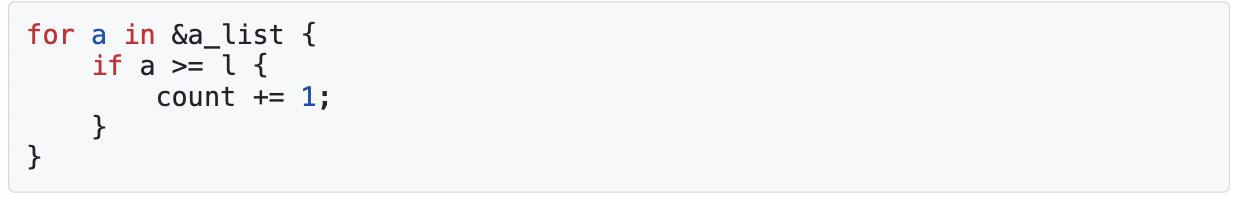 for a in &a_list {
    if a >= l {
        count += 1;
    }
}